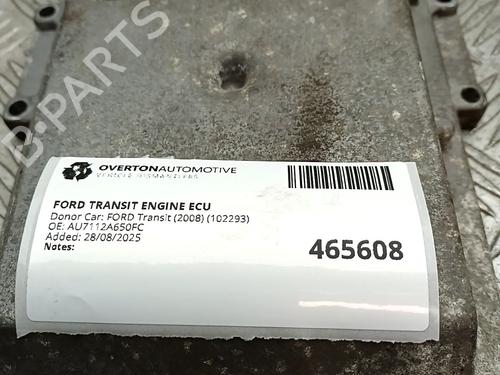 B-PARTS
OVERTONAUTOMOTIVE
VEHICLE DISMANTLERS
FORD TRANSIT ENGINE ECU
Donor Car: FORD Transit (2008) (102293)
OE: AU7112A650FC
Added: 28/08/2025
Notes:
465608